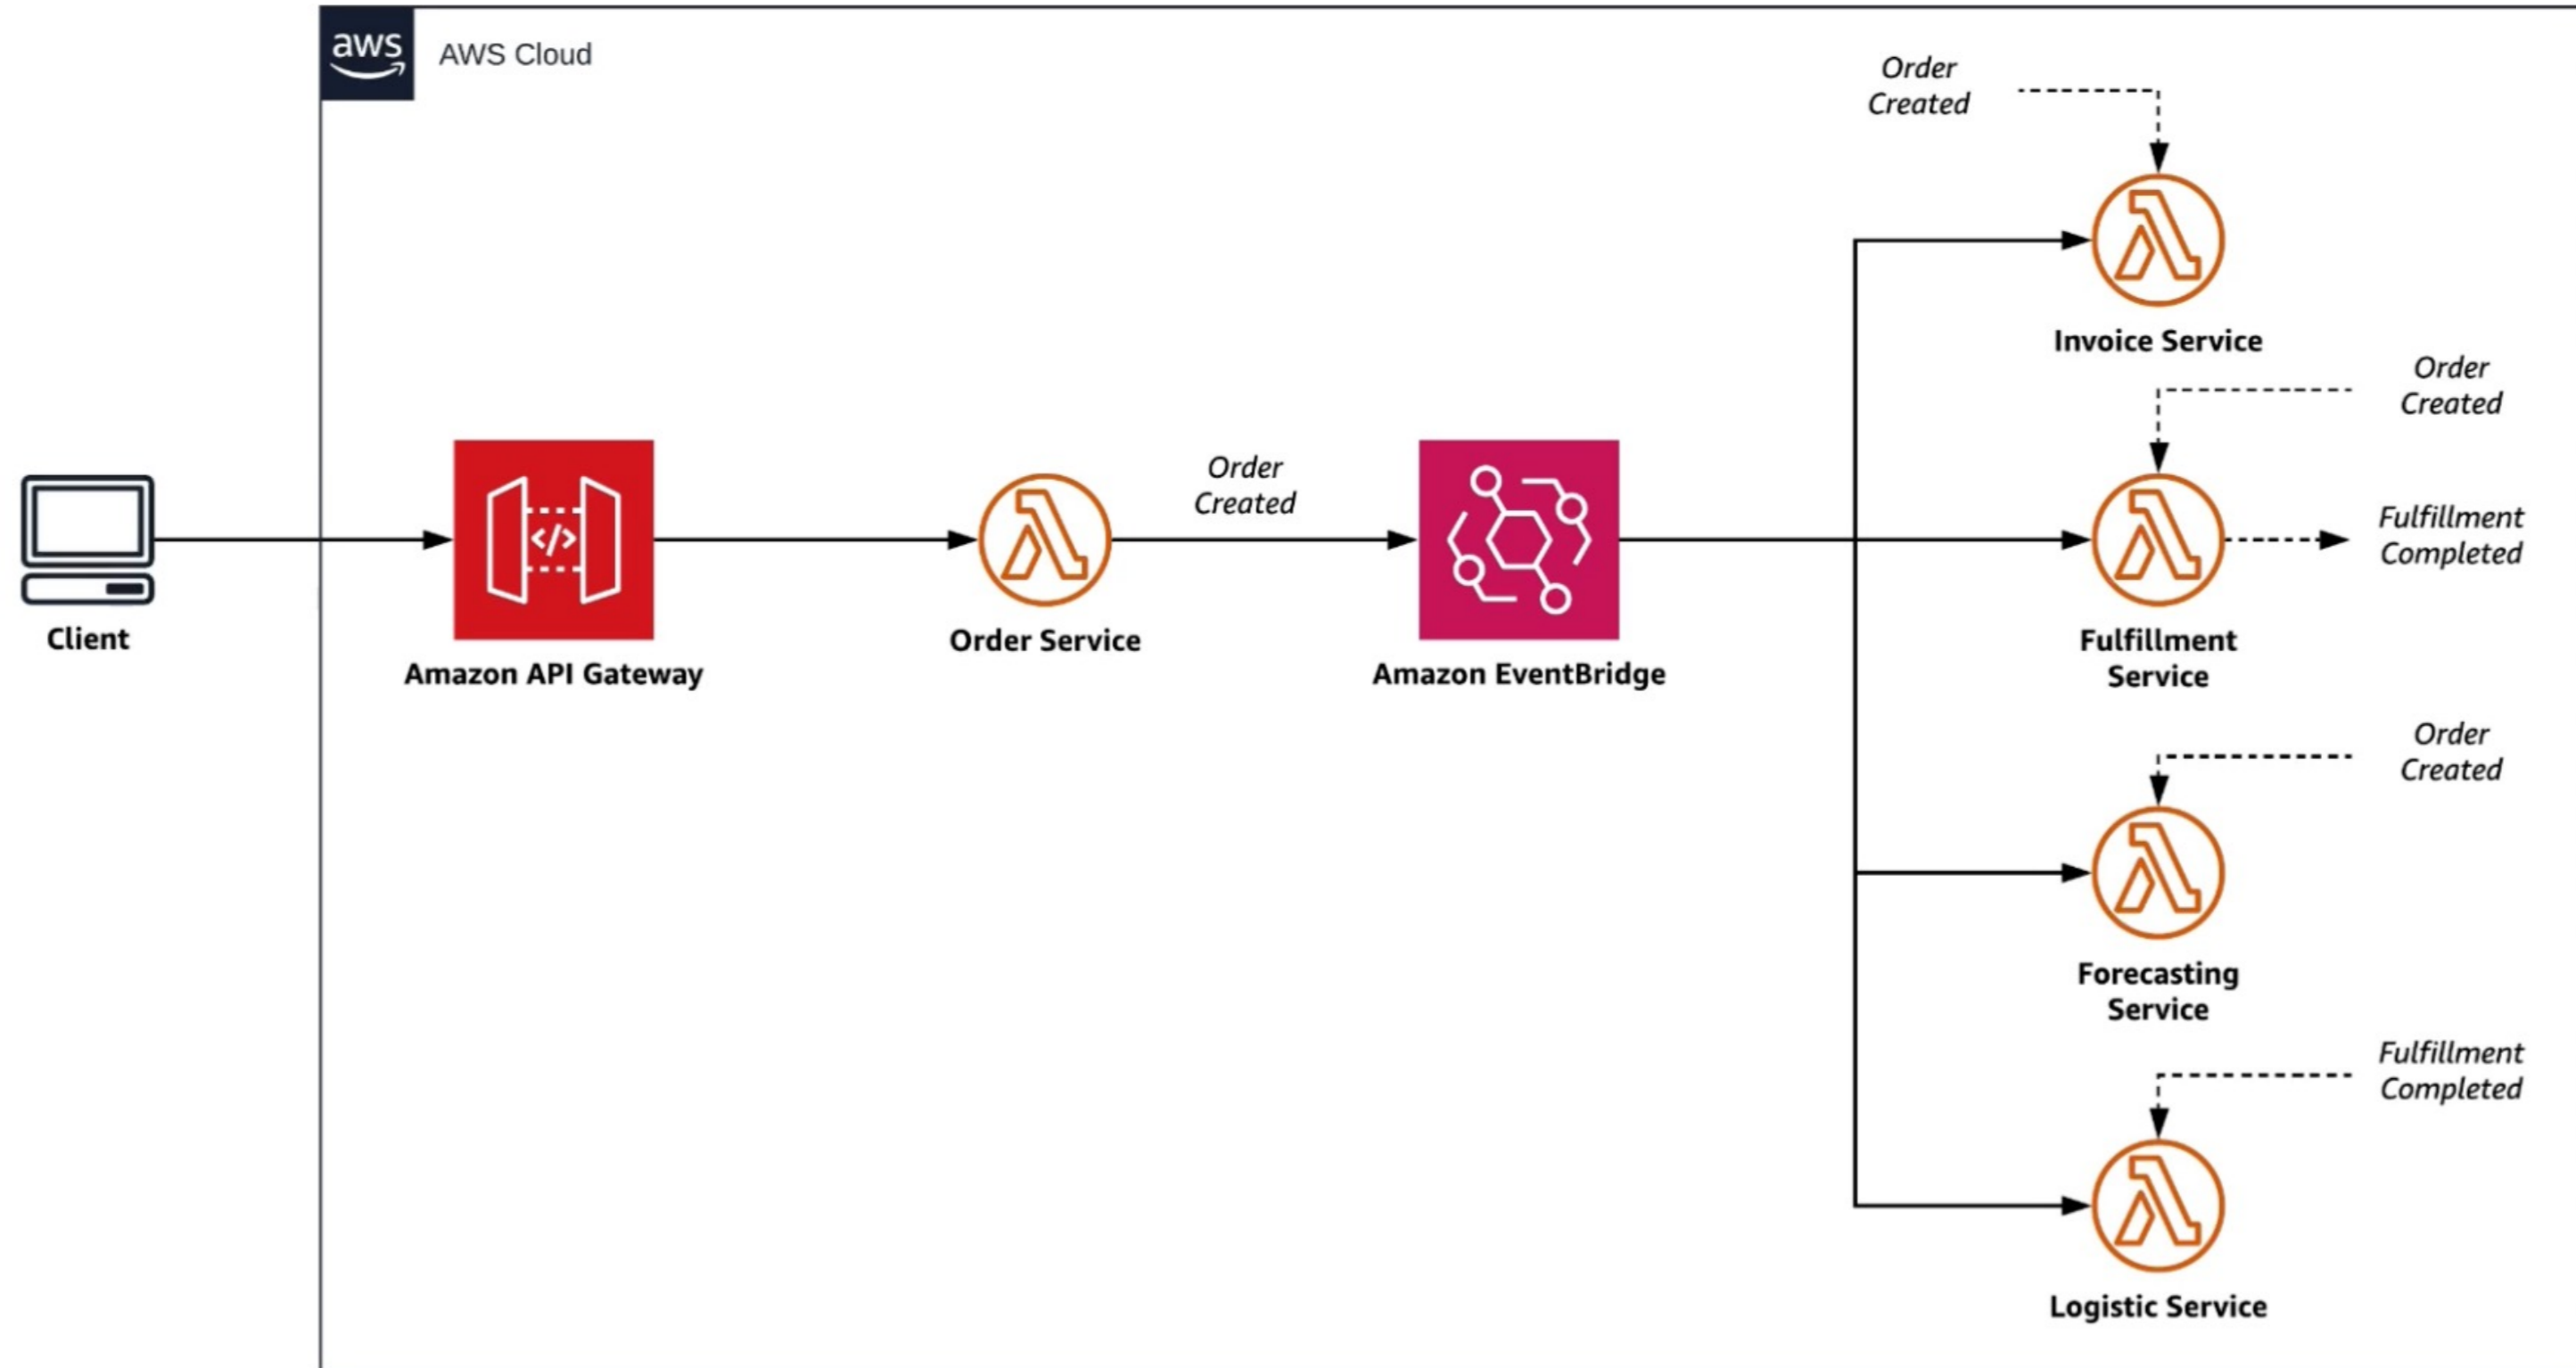 aws
AWS Cloud
Order
Created
Invoice Service
Order
Created
Order
Created
Fulfillment
Completed
</>
Client
Amazon API Gateway
Order Service
Amazon EventBridge
Fulfillment
Service
Order
Created
Forecasting
Service
Fulfillment
Completed
Logistic Service